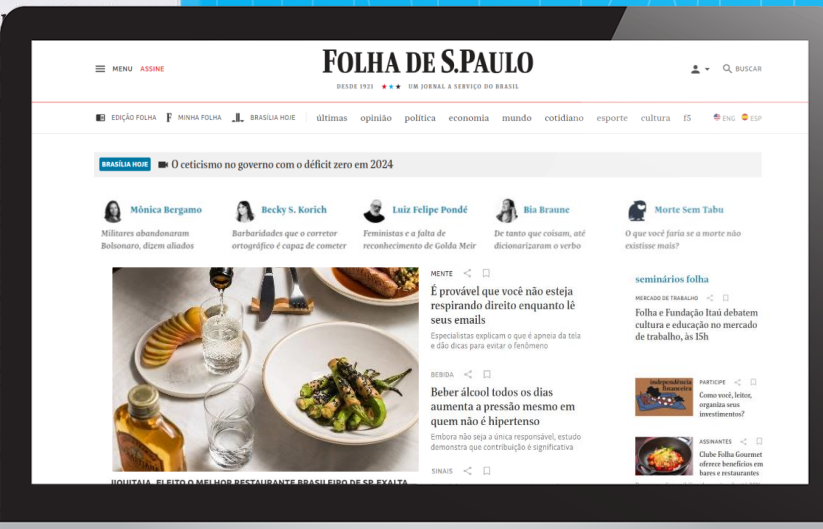 MENU ASSINE
FOLHA DE S.PAULO
DESDE 1921 ★★★ UM JORNAL A SERVIÇO DO BRASIL
BUSCAR
EDIÇÃO FOLHA F MINHA FOLHA BRASÍLIA HOJE últimas opinião política economia mundo cotidiano esporte cultura f5 ENG ESP
BRASÍLIA HOJE O ceticismo no governo com o déficit zero em 2024
Mônica Bergamo
Militares abandonaram
Bolsonaro, dizem aliados
Becky S. Korich
Barbaridades que o corretor
ortográfico é capaz de cometer
Luiz Felipe Pondé
Feministas e a falta de
reconhecimento de Golda Meir
Bia Braune
De tanto que coisam, até
dicionarizaram o verbo
Morte Sem Tabu
O que você faria se a morte não
existisse mais?
MENTE
É provável que você não esteja
respirando direito enquanto lê
seus emails
Especialistas explicam o que é apneia da tela
e dão dicas para evitar o fenômeno
BEBIDA
Beber álcool todos os dias
aumenta a pressão mesmo em
quem não é hipertenso
Embora não seja a única responsável, estudo
demonstra que contribuição é significativa
SINAIS
JIQUITAIA, ELEITO O MELHOR RESTAURANTE BRASILEIRO DE SP, EXALTA
seminários folha
MERCADO DE TRABALHO
Folha e Fundação Itaú debatem
cultura e educação no mercado
de trabalho, às 15h
independência
financeira
PARTICIPE
Como você, leitor,
organiza seus
investimentos?
ASSINANTES
Clube Folha Gourmet
oferece benefícios em
bares e restaurantes